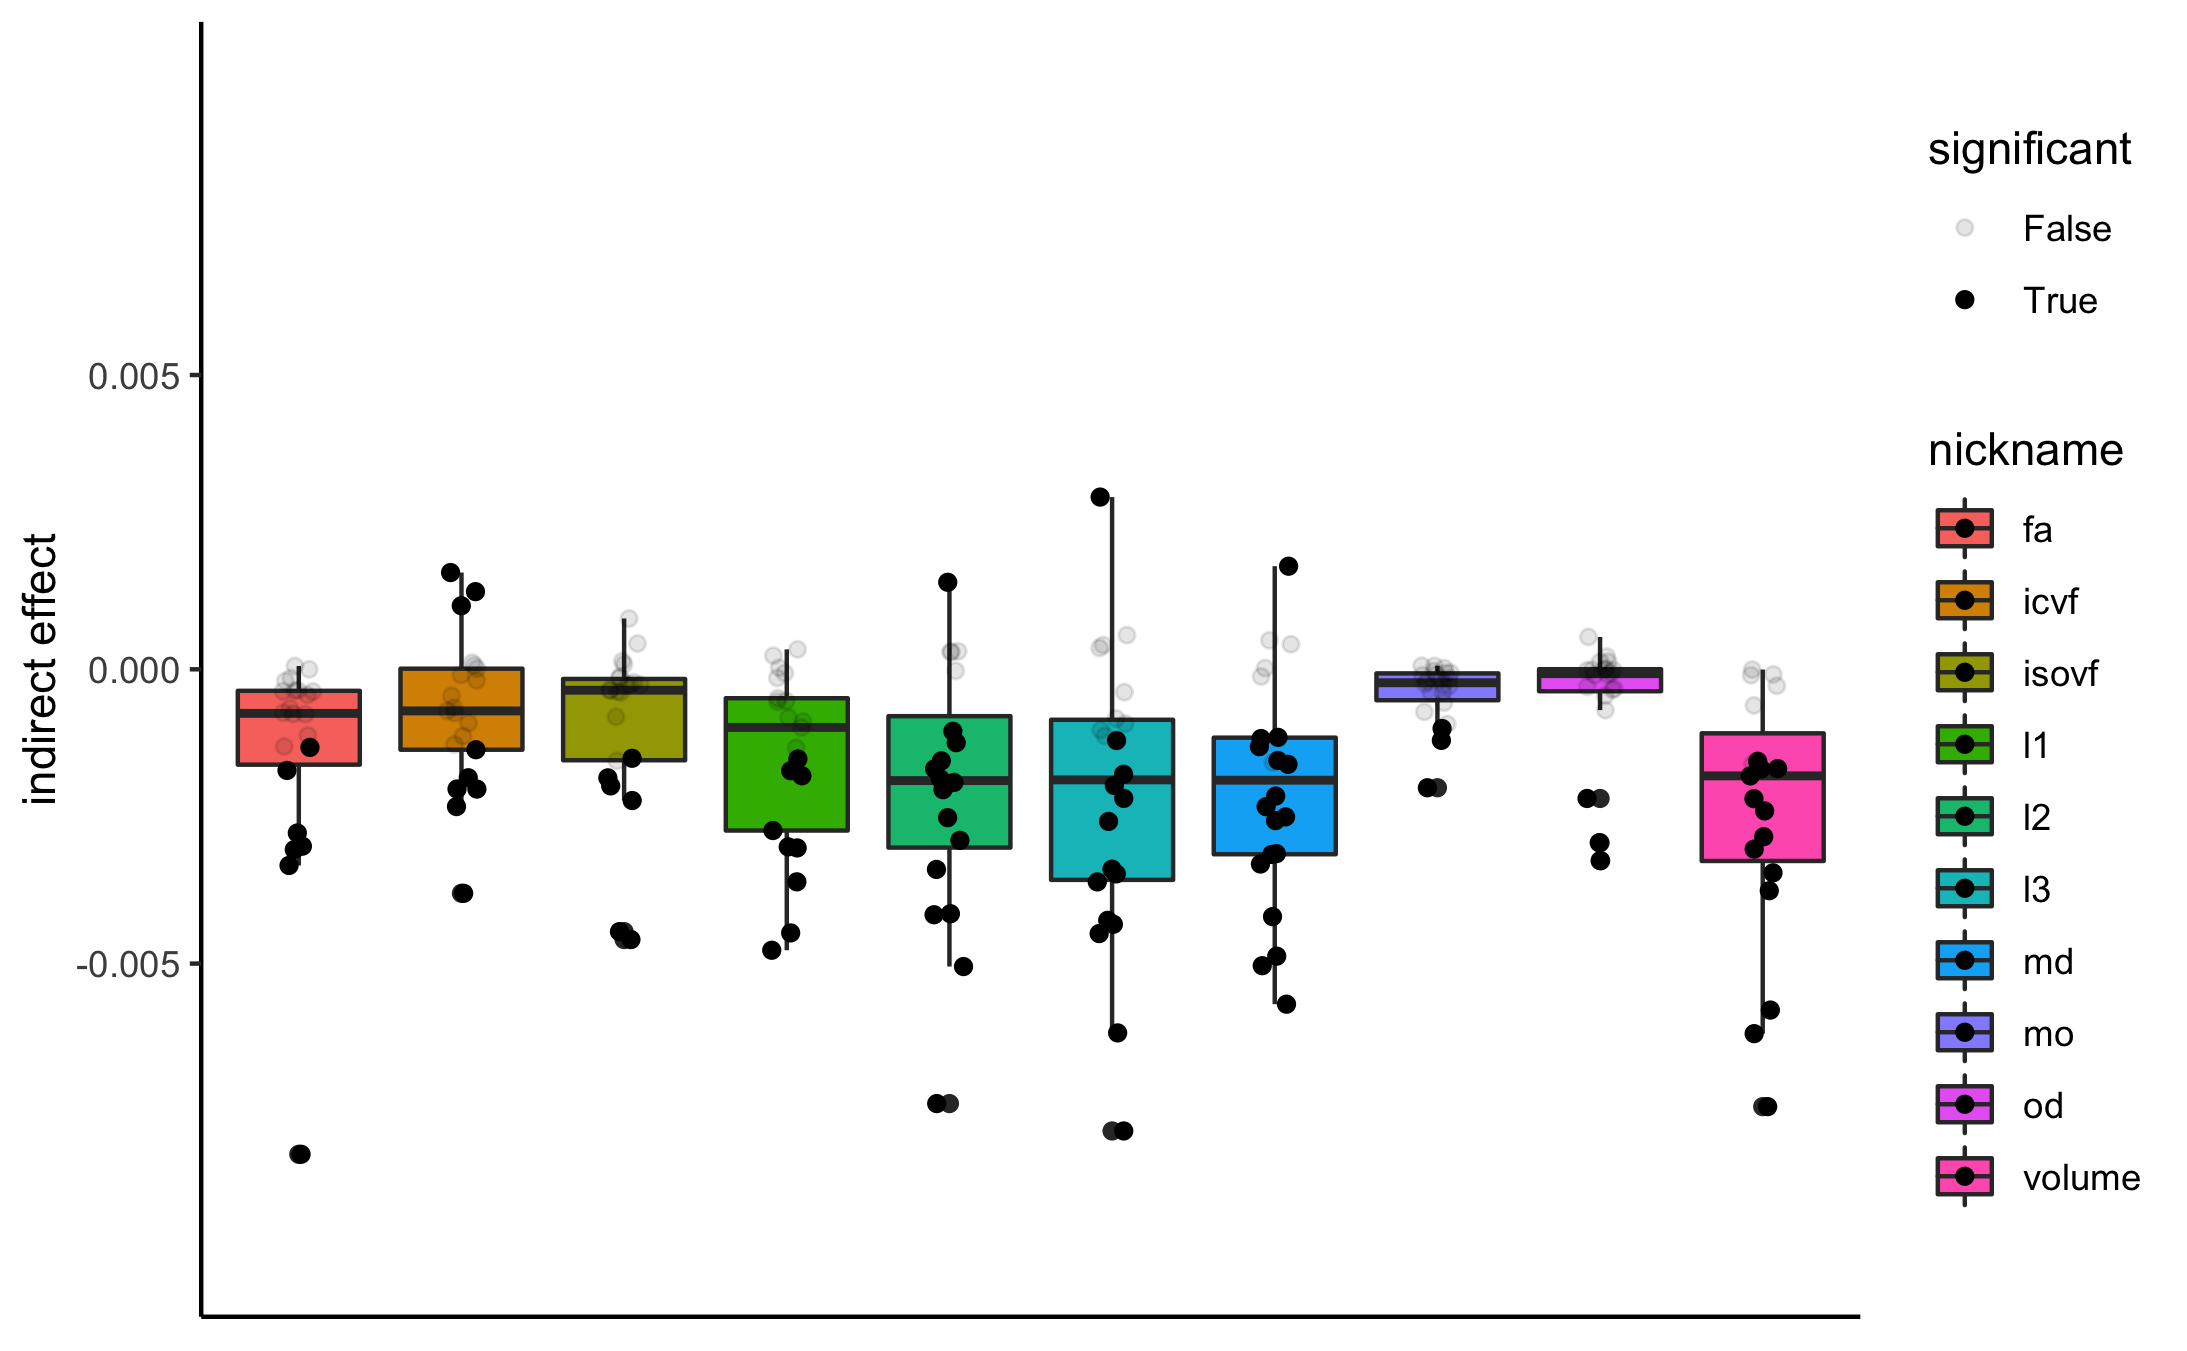 indirect effect
0.005
0.000
-0.005
significant
False
True
nickname
fa
icvf
isovf
l1
l2
l3
md
mo
od
volume